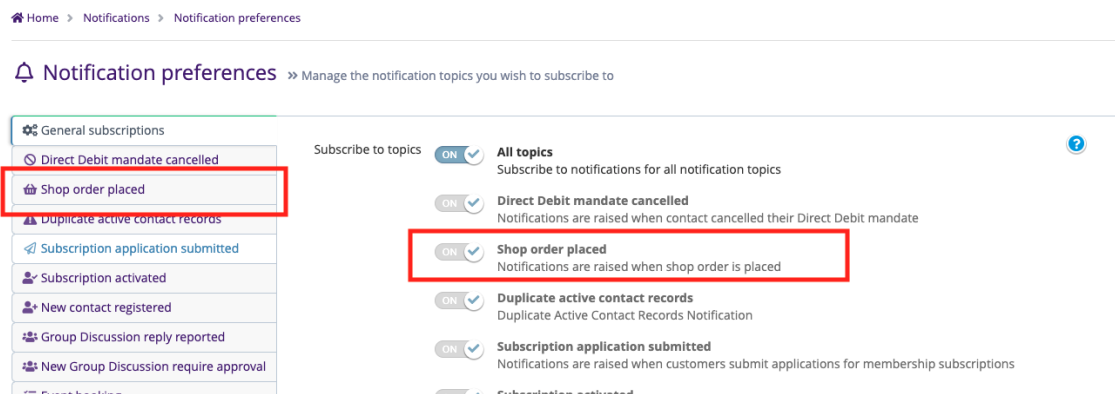 Home > Notifications > Notification preferences
Notification preferences » Manage the notification topics you wish to subscribe to
General subscriptions
Direct Debit mandate cancelled
Shop order placed
Duplicate active contact records
Subscription application submitted
Subscription activated
New contact registered
Group Discussion reply reported
New Group Discussion require approval
Event booking
Subscribe to topics
ON
All topics
Subscribe to notifications for all notification topics
?
ON
Direct Debit mandate cancelled
Notifications are raised when contact cancelled their Direct Debit mandate
ON
Shop order placed
Notifications are raised when shop order is placed
ON
Duplicate active contact records
Duplicate Active Contact Records Notification
ON
Subscription application submitted
Notifications are raised when customers submit applications for membership subscriptions
Subscription activated